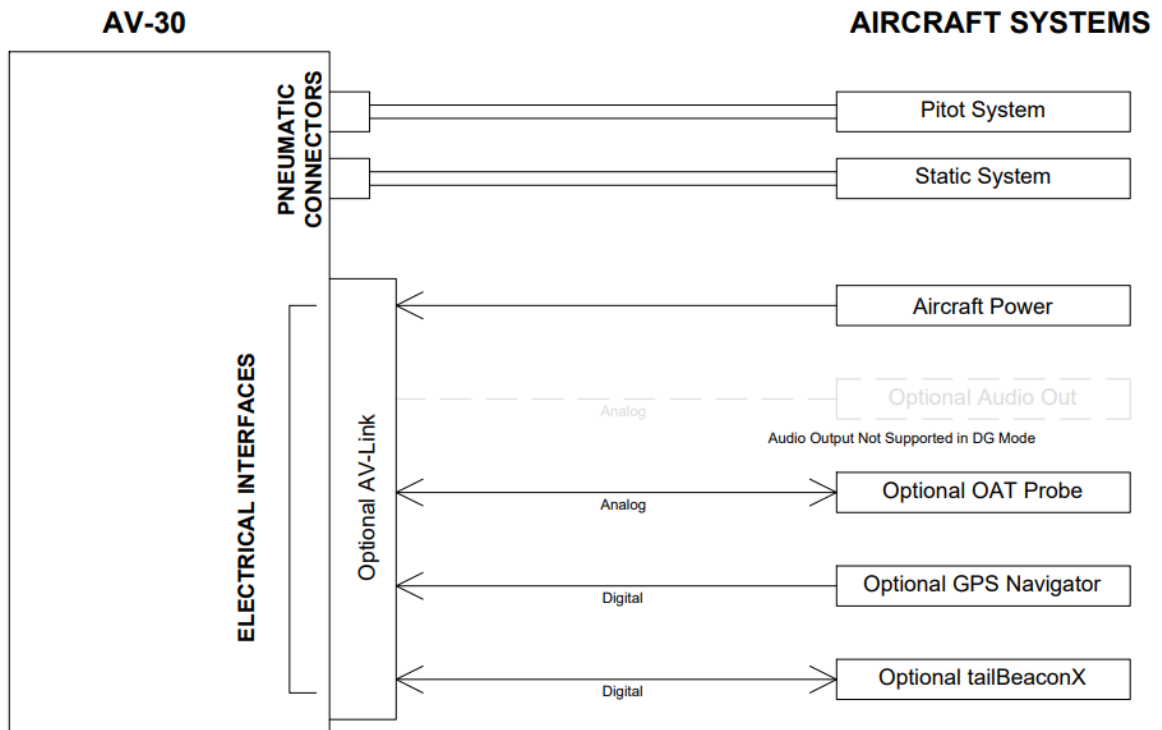 AV-30
AIRCRAFT SYSTEMS
PNEUMATIC
CONNECTORS
Pitot System
Static System
ELECTRICAL INTERFACES
Optional AV-Link
Aircraft Power
Analog
Optional Audio Out
Audio Output Not Supported in DG Mode
Analog
Optional OAT Probe
Digital
Optional GPS Navigator
Digital
Optional tailBeaconX